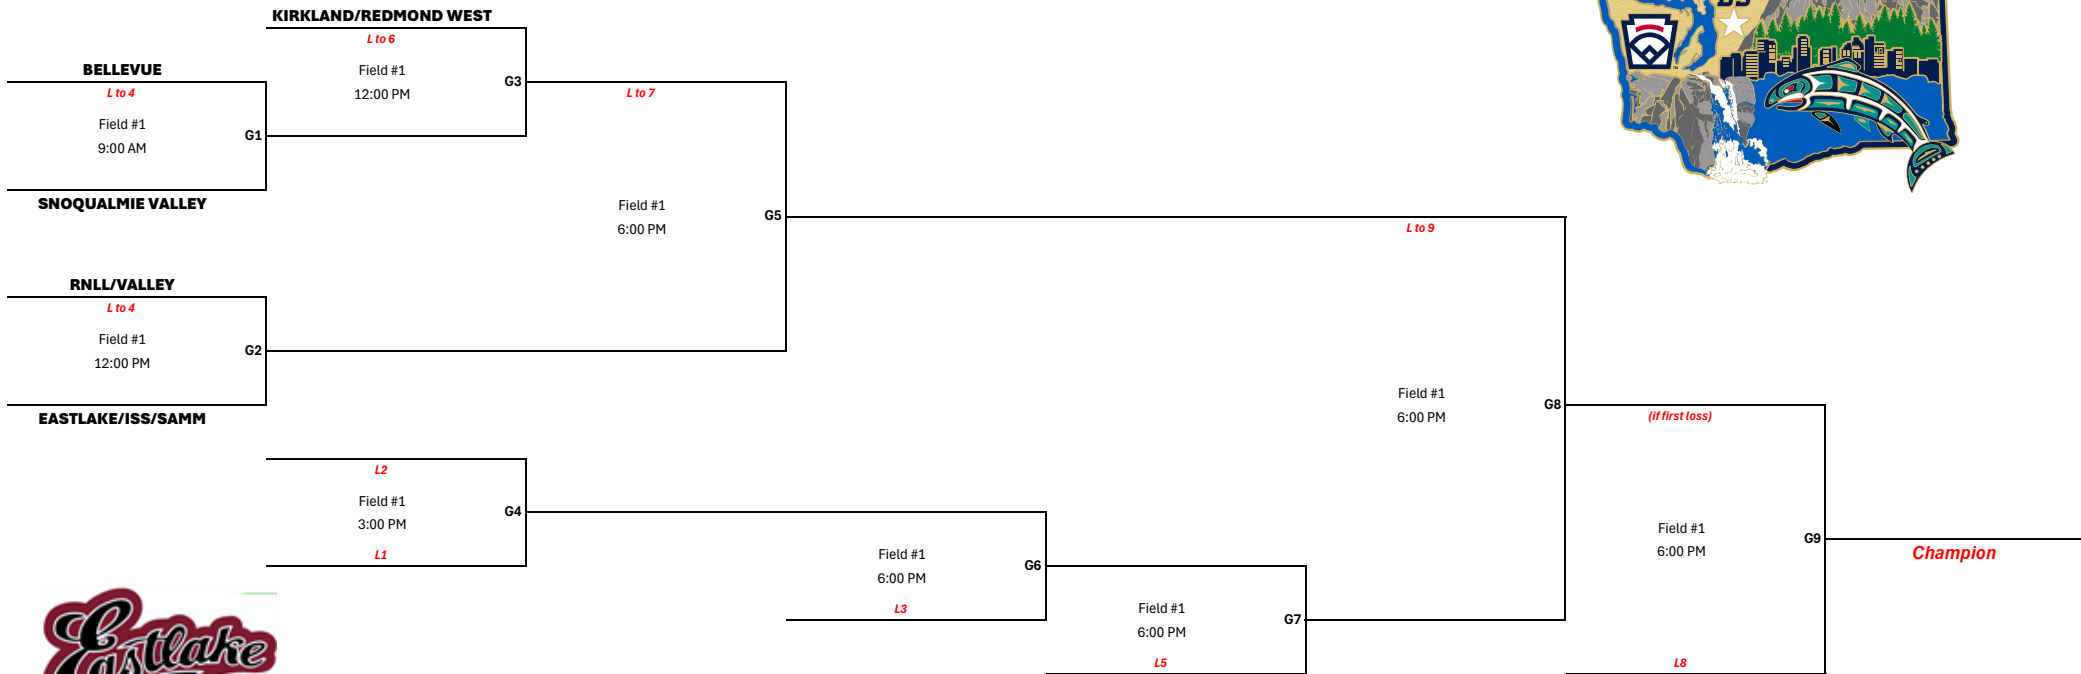 KIRKLAND/REDMOND WEST
L to 6
Field #1
12:00 PM
G3
BELLEVUE
L to 4
Field #1
9:00 AM
G1
SNOQUALMIE VALLEY
L to 7
Field #1
6:00 PM
G5
RNLL/VALLEY
L to 4
Field #1
12:00 PM
G2
EASTLAKE/ISS/SAMM
L to 9
Field #1
6:00 PM
G8
L2
Field #1
3:00 PM
G4
L1
Field #1
6:00 PM
G6
L3
Field #1
6:00 PM
G7
L5
(if first loss)
Field #1
6:00 PM
G9
L8
Champion
Eastlake